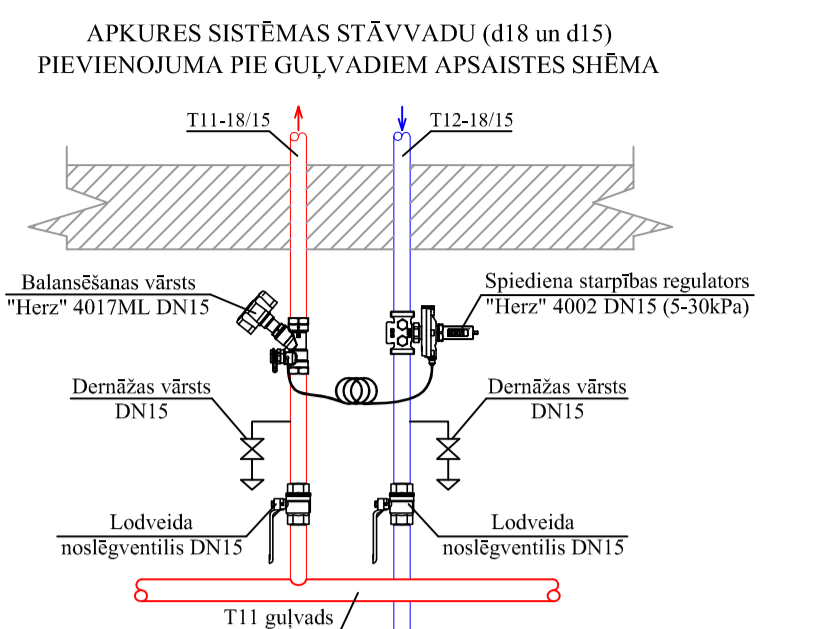 APKURES SISTĒMAS STĀVVADU (d18 un d15)
PIEVIENOJUMA PIE GUĻVADIEM APSAISTES SHĒMA
T11-18/15
T12-18/15
Balansēšanas vārsts
"Herz" 4017ML DN15
Spiediena starpības regulators
"Herz" 4002 DN15 (5-30kPa)
Dernāžas vārsts
DN15
Dernāžas vārsts
DN15
Lodveida
noslēgventilis DN15
Lodveida
noslēgventilis DN15
T11 guļvads